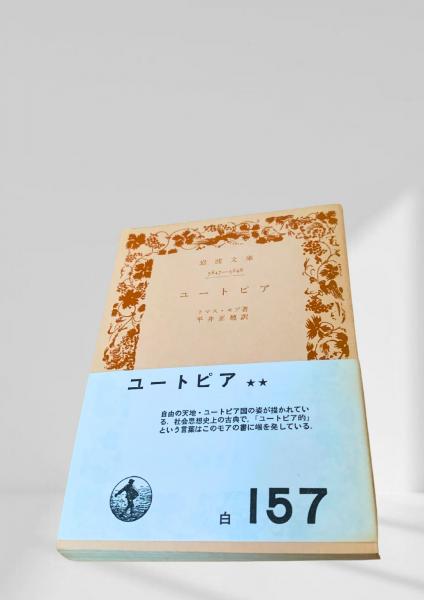 岩波文庫
5847—5848
ユートピア
トマス・モア著
平井正穂訳
ユートピア ★★
自由の天地・ユートピア国の姿が描かれてい
る. 社会思想史上の古典で, 「ユートピア的」
という言葉はこのモアの書に端を発している.
白 157